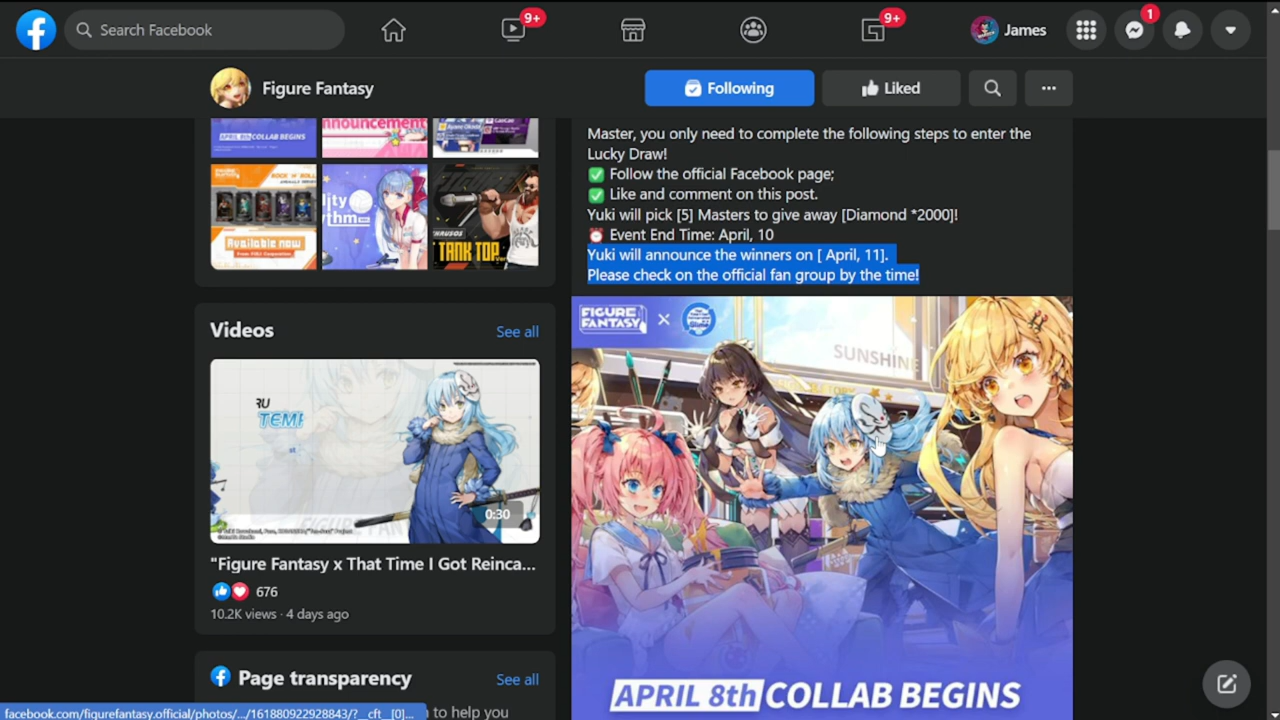 Search Facebook
9+
9+
James
1
Figure Fantasy
Following
Liked
APRIL 8th COLLAB BEGINS
nnouncement
Available now
TANK TOP
Videos
See all
TEMP
0:30
"Figure Fantasy x That Time I Got Reinca...
676
10.2K views · 4 days ago
Page transparency
See all
to help you
facebook.com/figurefantasy.official/photos/.../161880922928843/?__cft__[0]...
Master, you only need to complete the following steps to enter the
Lucky Draw!
✅ Follow the official Facebook page;
✅ Like and comment on this post.
Yuki will pick [5] Masters to give away [Diamond *2000]!
⏰ Event End Time: April, 10
Yuki will announce the winners on [ April, 11].
Please check on the official fan group by the time!
FIGURE
FANTASY
SUNSHINE
APRIL 8th COLLAB BEGINS